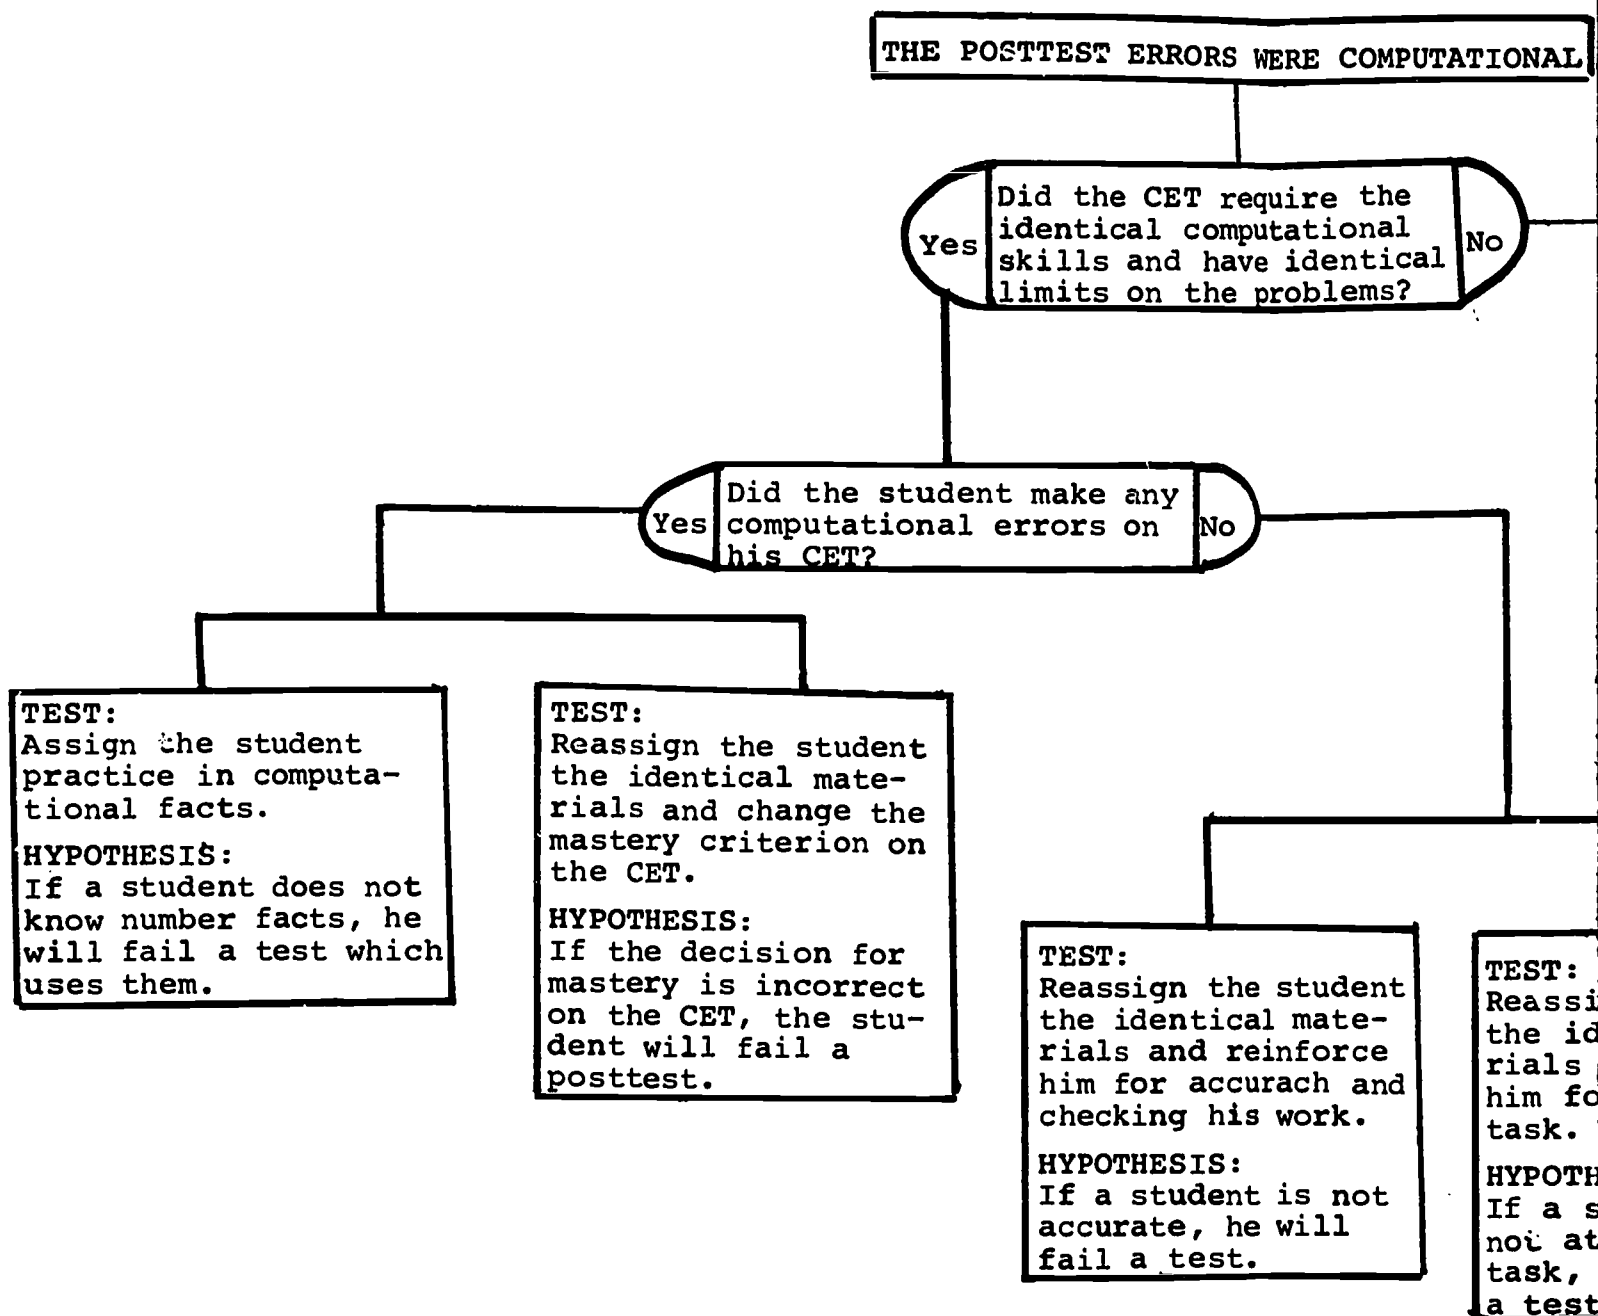 THE POSTTEST ERRORS WERE COMPUTATIONAL
Did the CET require the
identical computational
skills and have identical
limits on the problems?
Yes
No
Did the student make any
computational errors on
his CET?
Yes
No
TEST:
Assign the student
practice in computa-
tional facts.
HYPOTHESIS:
If a student does not
know number facts, he
will fail a test which
uses them.
TEST:
Reassign the student
the identical mate-
rials and change the
mastery criterion on
the CET.
HYPOTHESIS:
If the decision for
mastery is incorrect
on the CET, the stu-
dent will fail a
posttest.
TEST:
Reassign the student
the identical mate-
rials and reinforce
him for accurach and
checking his work.
HYPOTHESIS:
If a student is not
accurate, he will
fail a test.
TEST:
the
rials
him
task.
If a
not
task,
a test